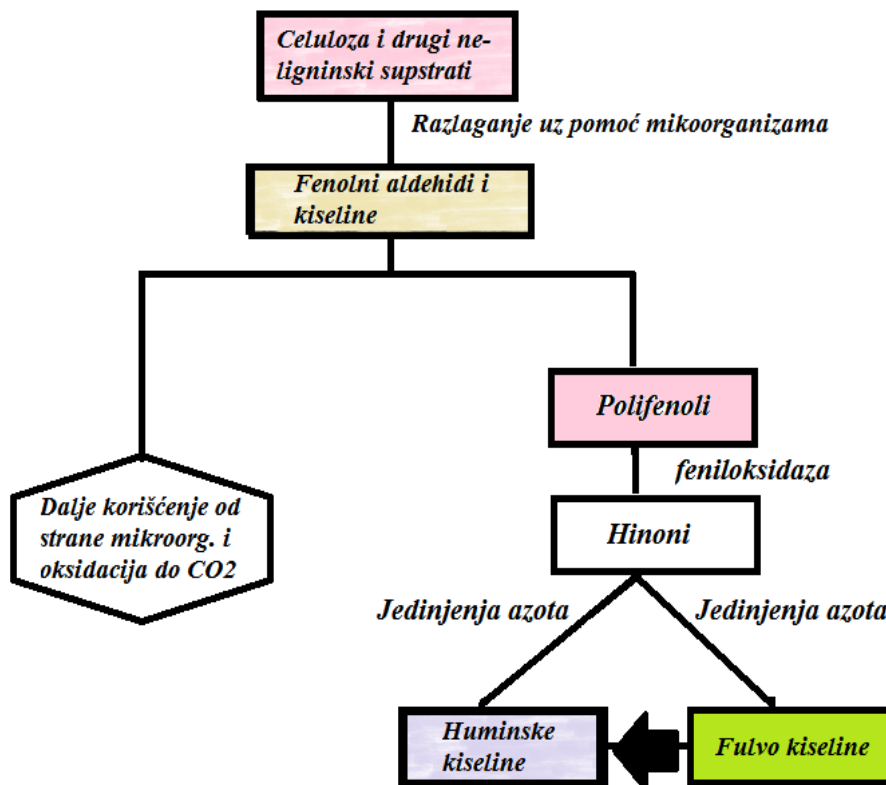 Celuloza i drugi ne-
ligninski supstrati
Razlaganje uz pomoć mikoorganizama
Fenolni aldehidi i
kiseline
Polifenoli
feniloksidaza
Dalje korišćenje od
strane mikroorg. i
oksidacija do CO2
Hinoni
Jedinjenja azota
Jedinjenja azota
Huminske
kiseline
Fulvo kiseline